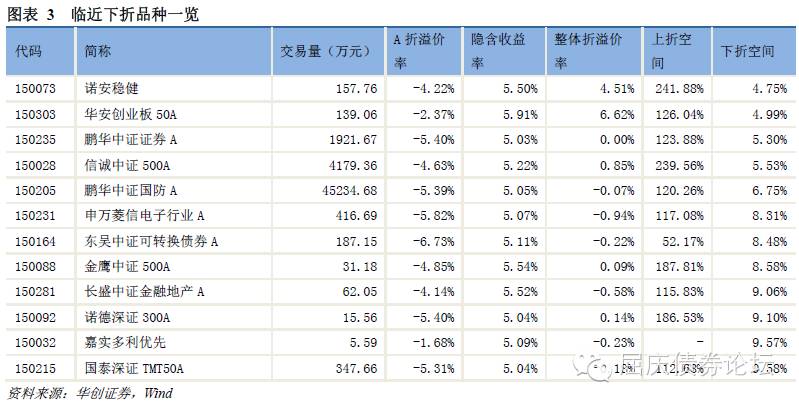 图表 3 临近下折品种一览
代码 简称 交易量（万元） A 折溢价率 隐含收益率 整体折溢价率 上折空间 下折空间
150073 诺安稳健 157.76 -4.22% 5.50% 4.51% 241.88% 4.75%
150303 华安创业板 50A 139.06 -2.37% 5.91% 6.62% 126.04% 4.99%
150235 鹏华中证证券 A 1921.67 -5.40% 5.03% 0.00% 123.88% 5.30%
150028 信诚中证 500A 4179.36 -4.63% 5.22% 0.85% 239.56% 5.53%
150205 鹏华中证国防 A 45234.68 -5.39% 5.05% -0.07% 120.26% 6.75%
150231 申万菱信电子行业 A 416.69 -5.82% 5.07% -0.94% 117.08% 8.31%
150164 东吴中证可转换债券 A 187.15 -6.73% 5.11% -0.22% 52.17% 8.48%
150088 金鹰中证 500A 31.18 -4.85% 5.54% 0.09% 187.81% 8.58%
150281 长盛中证金融地产 A 62.05 -4.14% 5.52% -0.58% 115.83% 9.06%
150092 诺德深证 300A 15.56 -5.40% 5.04% 0.14% 186.53% 9.10%
150032 嘉实多利优先 5.59 -1.68% 5.09% -0.23% - 9.57%
150215 国泰深证 TMT50A 347.66 -5.31% 5.04%
屈庆债券论坛
资料来源：华创证券，Wind